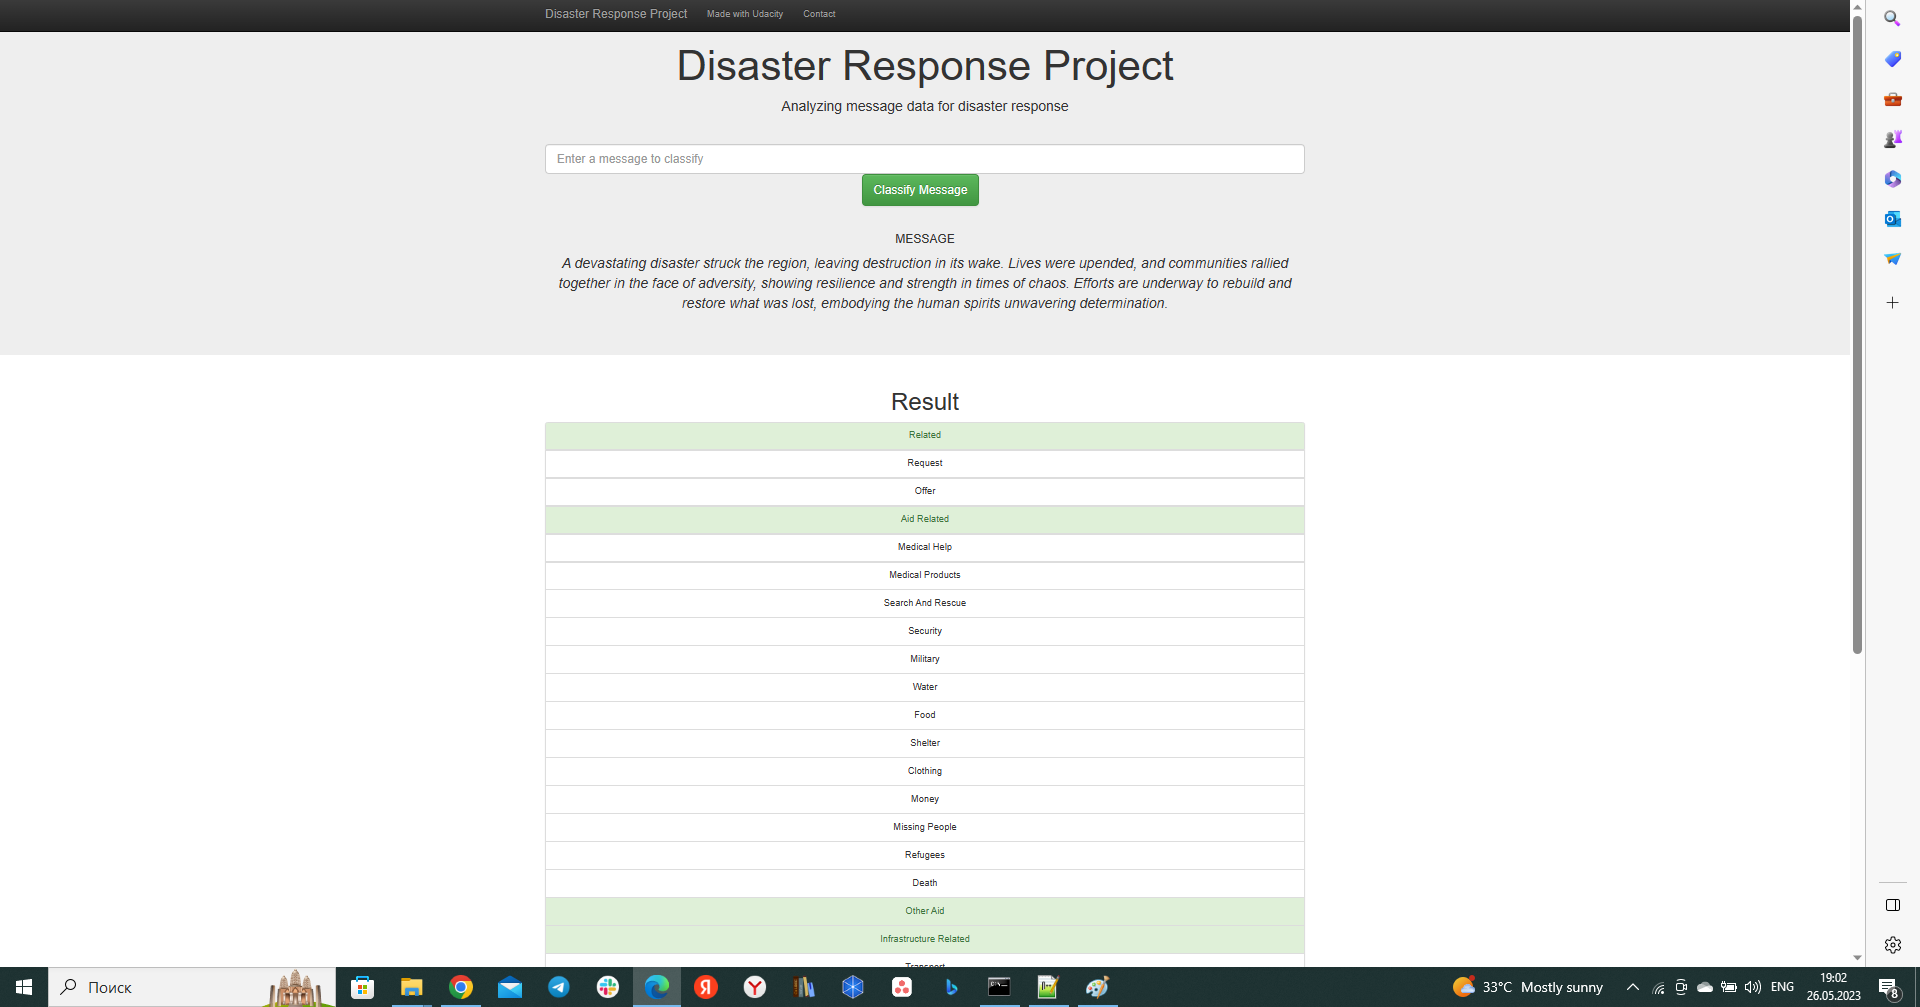 Disaster Response Project Made with Udacity Contact
Disaster Response Project
Analyzing message data for disaster response
Enter a message to classify
Classify Message
MESSAGE
A devastating disaster struck the region, leaving destruction in its wake. Lives were upended, and communities rallied
together in the face of adversity, showing resilience and strength in times of chaos. Efforts are underway to rebuild and
restore what was lost, embodying the human spirits unwavering determination.
Result
Related
Request
Offer
Aid Related
Medical Help
Medical Products
Search And Rescue
Security
Military
Water
Food
Shelter
Clothing
Money
Missing People
Refugees
Death
Other Aid
Infrastructure Related
Transport
Поиск
33°C Mostly sunny
ENG
19:02
26.05.2023
8